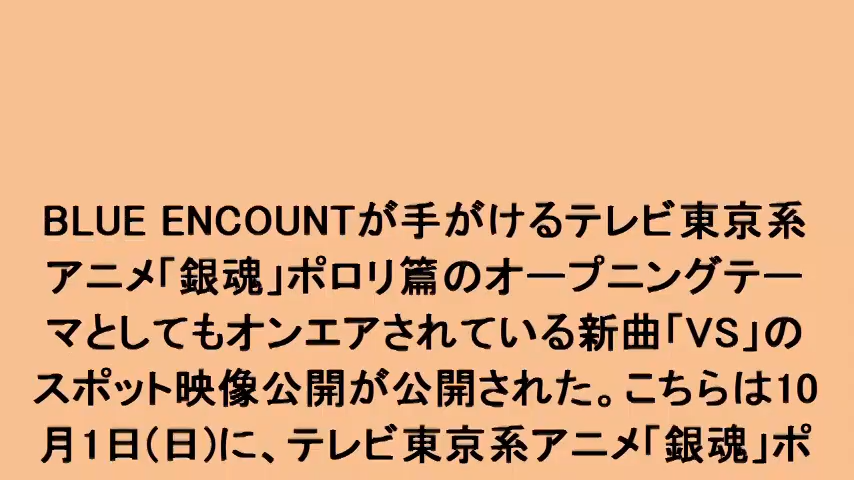 BLUE ENCOUNTが手がけるテレビ東京系
アニメ「銀魂」ポロリ篇のオープニングテー
マとしてもオンエアされている新曲「VS」の
スポット映像公開が公開された。こちらは10
月1日(日)に、テレビ東京系アニメ「銀魂」ポ